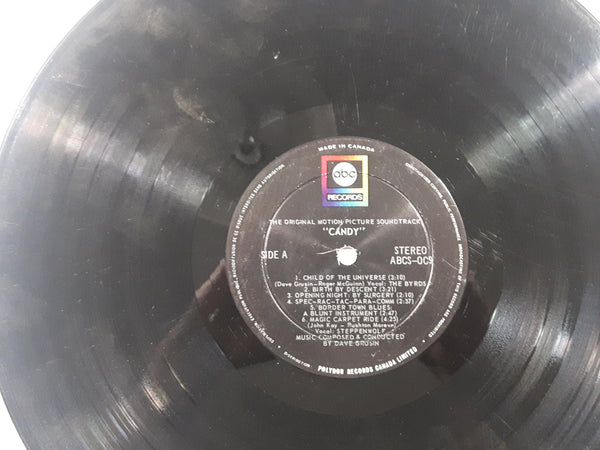 MADE IN CANADA
abc
RECORDS
THE ORIGINAL MOTION PICTURE SOUNDTRACK
"CANDY"
SIDE A
STEREO
ABCS-OC9
1. CHILD OF THE UNIVERSE (3:10)
(Dave Grusin-Roger McGuinn) Vocal: THE BYRDS
2. BIRTH BY DESCENT (3:21)
3. OPENING NIGHT: BY SURGERY (2:10)
4. SPEC-RAC-TAC-PARA-COMM (2:37)
5. BORDER TOWN BLUES:
A BLUNT INSTRUMENT (2:47)
6. MAGIC CARPET RIDE (4:25)
(John Kay - Rushton Moreve)
Vocal: STEPPENWOLF
MUSIC COMPOSED & CONDUCTED
BY DAVE GRUSIN
POLYDOR RECORDS CANADA LIMITED